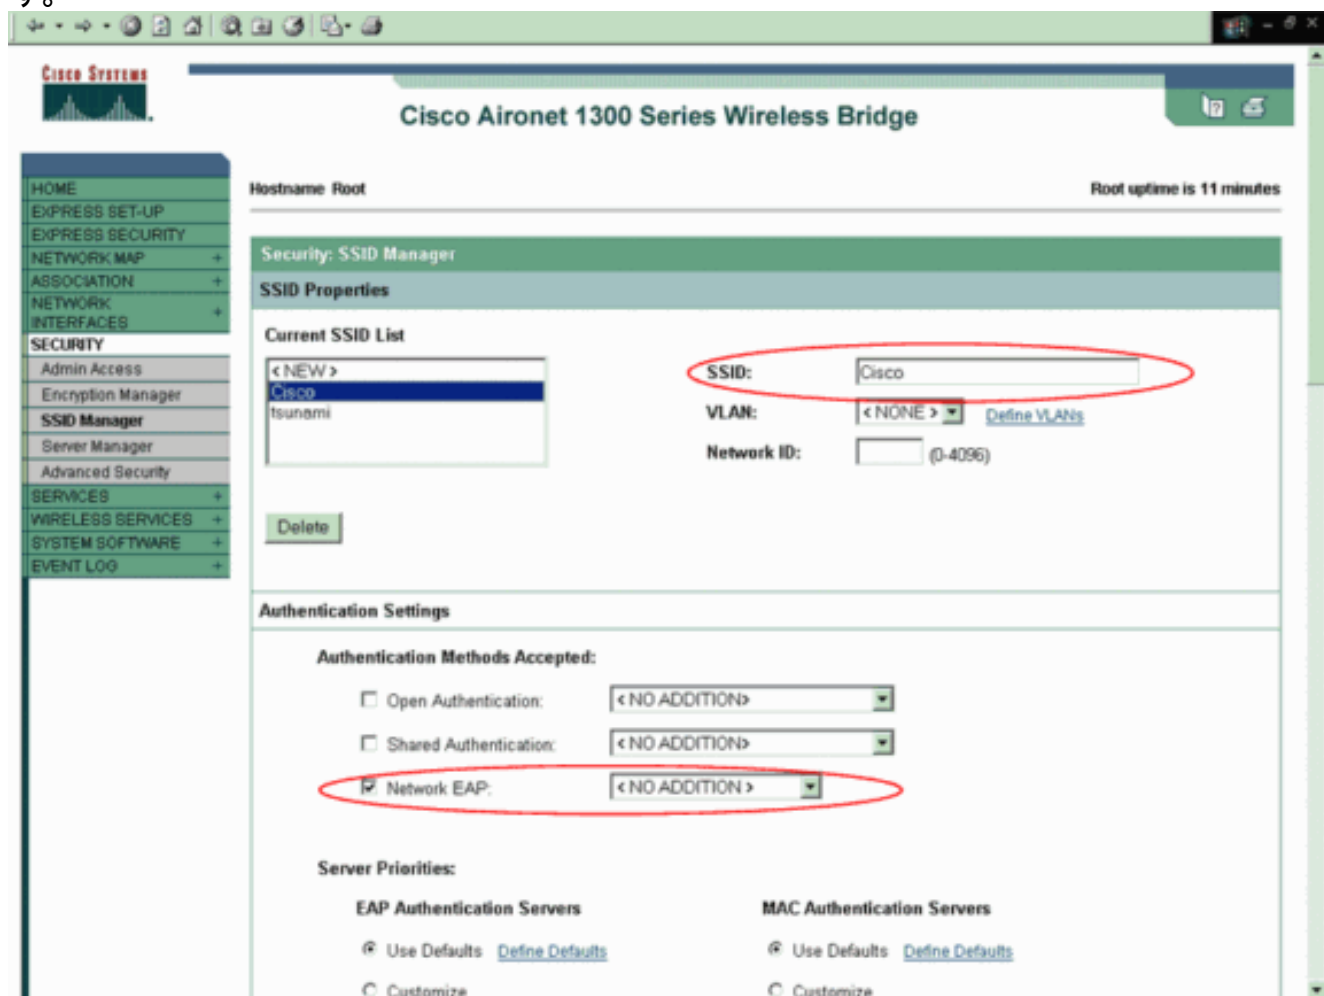 す。
CISCO SYSTEMS
Cisco Aironet 1300 Series Wireless Bridge
HOME
EXPRESS SET-UP
EXPRESS SECURITY
NETWORK MAP +
ASSOCIATION +
NETWORK
INTERFACES +
SECURITY
Admin Access
Encryption Manager
SSID Manager
Server Manager
Advanced Security
SERVICES +
WIRELESS SERVICES +
SYSTEM SOFTWARE +
EVENT LOG +
Hostname Root
Root uptime is 11 minutes
Security: SSID Manager
SSID Properties
Current SSID List
< NEW >
Cisco
tsunami
Delete
SSID: Cisco
VLAN: < NONE > Define VLANs
Network ID: (0-4096)
Authentication Settings
Authentication Methods Accepted:
Open Authentication: < NO ADDITION>
Shared Authentication: < NO ADDITION>
Network EAP: < NO ADDITION >
Server Priorities:
EAP Authentication Servers
Use Defaults Define Defaults
Customize
MAC Authentication Servers
Use Defaults Define Defaults
Customize